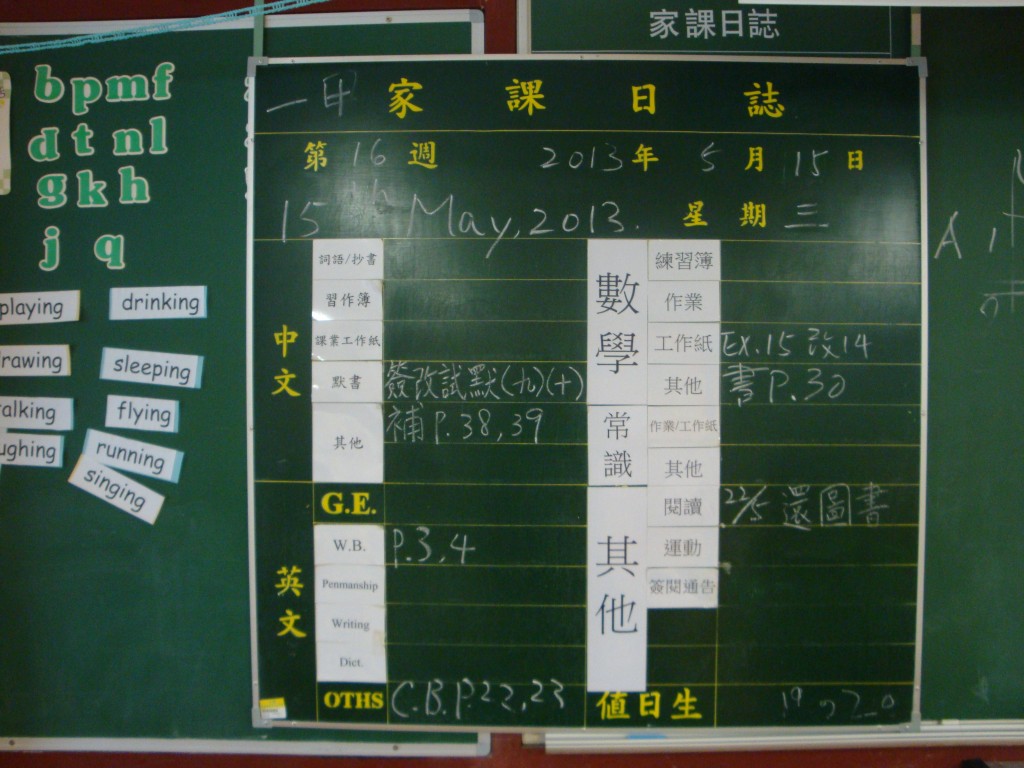 家課日誌
b p m f
d t n l
g k h
j q
playing
drinking
rawing
sleeping
alking
flying
ughing
running
singing
一甲 家課日誌
第 16 週 2013 年 5 月 15 日
15th May, 2013. 星期 三
中文
詞語/抄書
習作簿
課業工作紙
默書 簽改試默(九)(十)
其他 補P.38,39
英文
G.E.
W.B. P.3,4
Penmanship
Writing
Dict.
OTHS C.B.P.22,23
數學
練習簿
作業
工作紙 EX.15 改14
其他 書P.30
常識
作業/工作紙
其他
其他
閱讀 22/5 還圖書
運動
簽閱通告
值日生 19 20
A